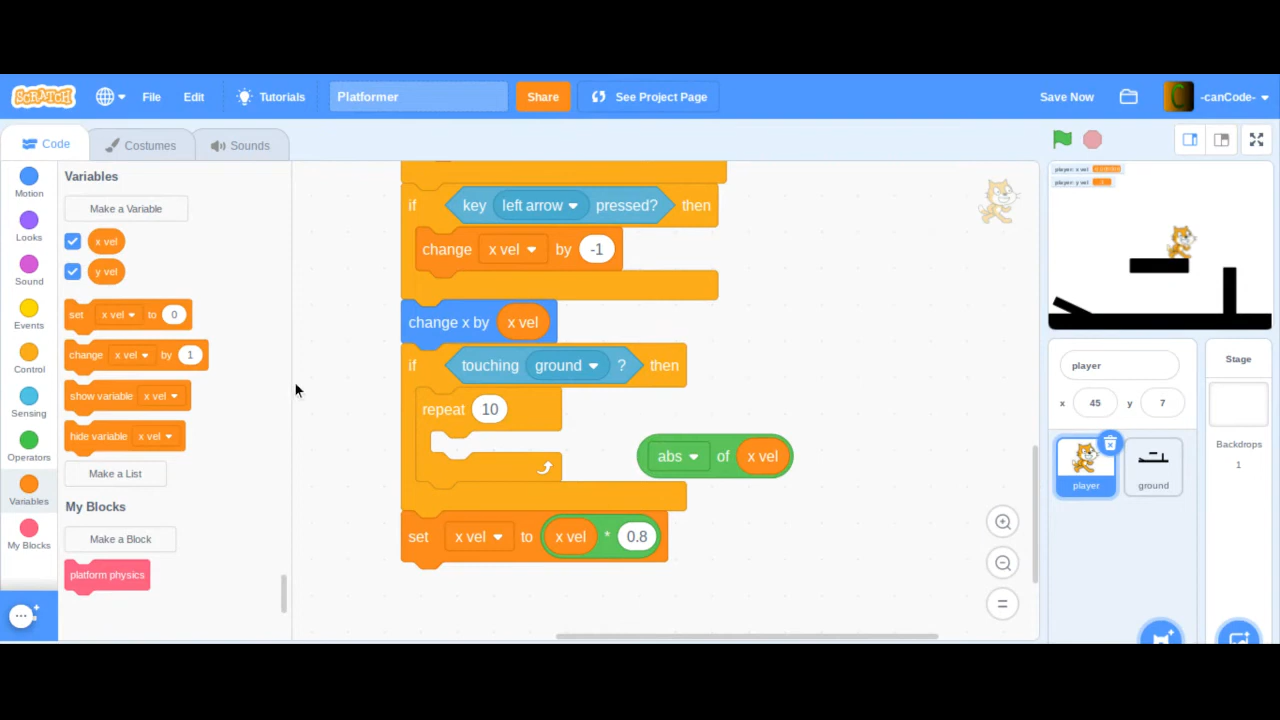 SCRATCH File Edit Tutorials Platformer Share See Project Page Save Now -canCode-
Code Costumes Sounds
Motion
Looks
Sound
Events
Control
Sensing
Operators
Variables
My Blocks
Variables
Make a Variable
x vel
y vel
set x vel to 0
change x vel by 1
show variable x vel
hide variable x vel
Make a List
My Blocks
Make a Block
platform physics
if key left arrow pressed? then
change x vel by -1
change x by x vel
if touching ground ? then
repeat 10
abs of x vel
set x vel to x vel * 0.8
player: x vel
player: y vel
player
x 45 y 7
player
ground
Stage
Backdrops
1